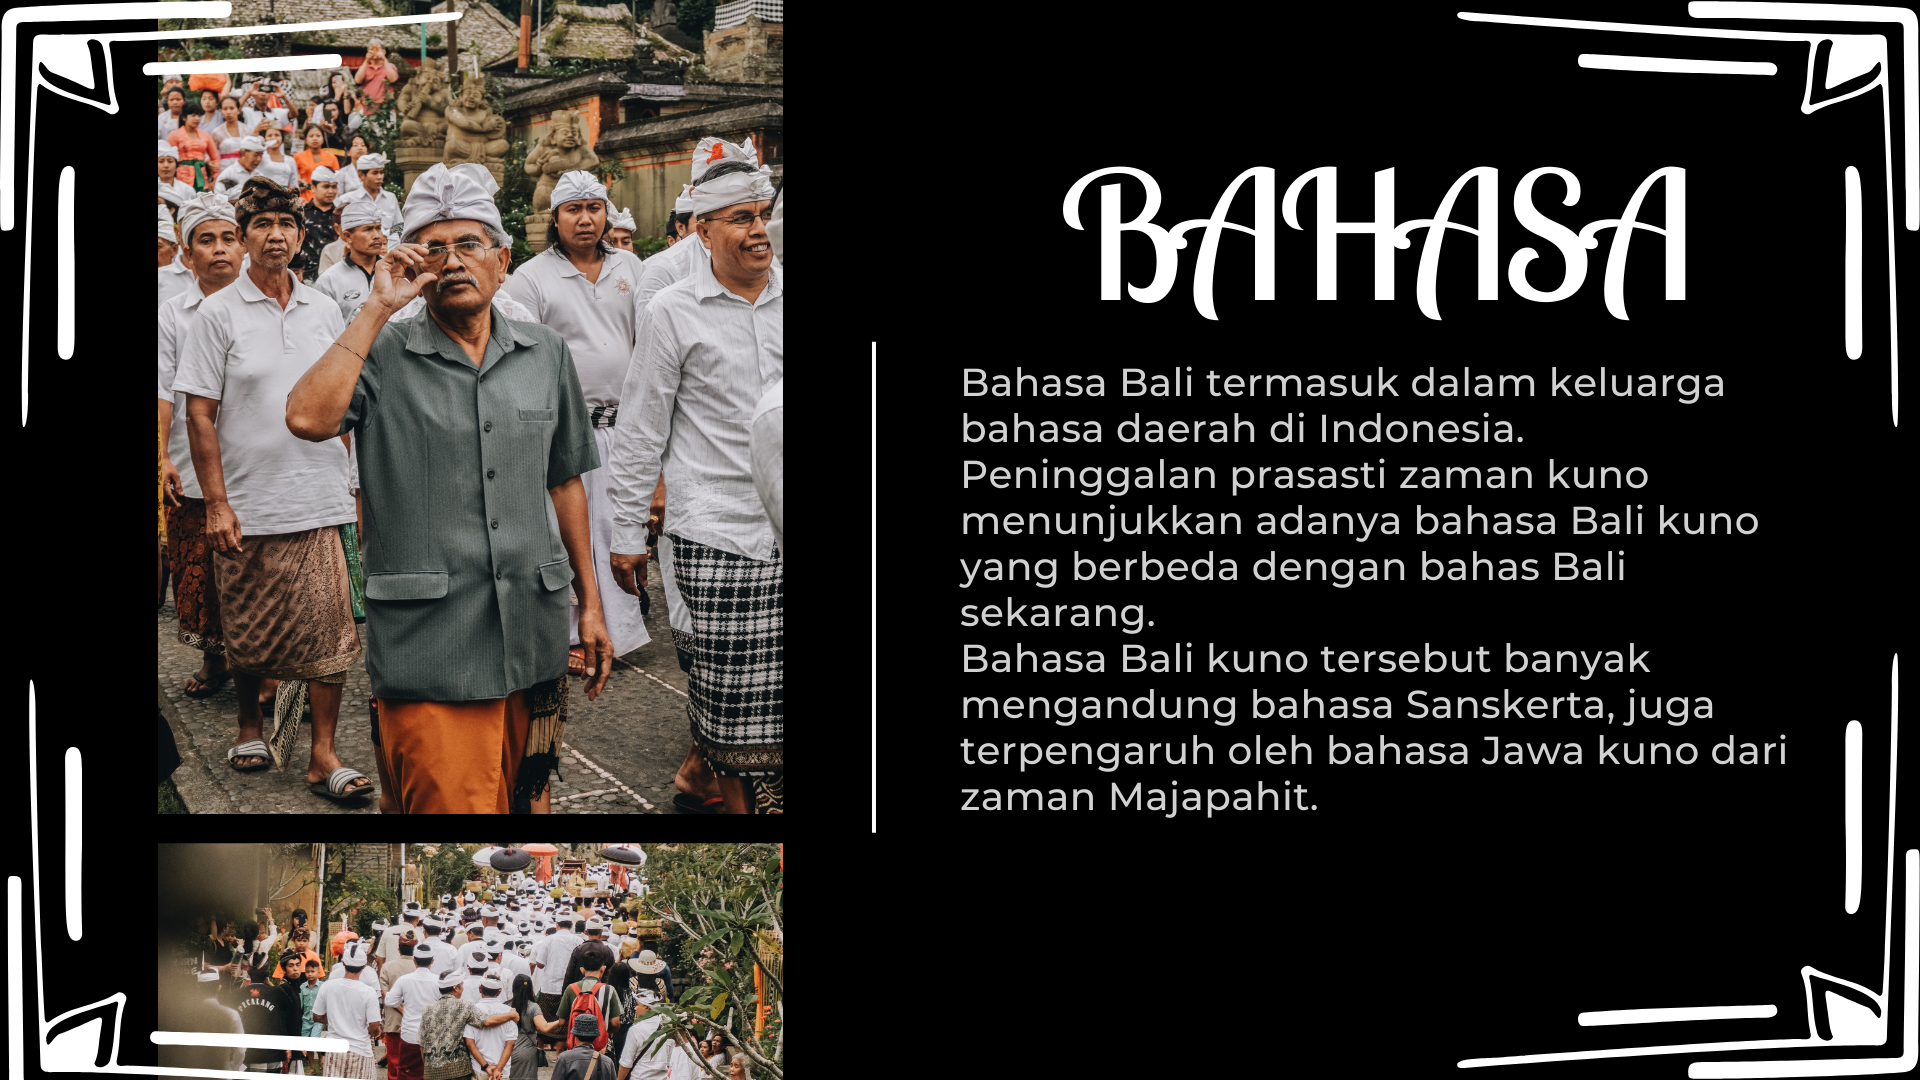 BAHASA
Bahasa Bali termasuk dalam keluarga
bahasa daerah di Indonesia.
Peninggalan prasasti zaman kuno
menunjukkan adanya bahasa Bali kuno
yang berbeda dengan bahas Bali
sekarang.
Bahasa Bali kuno tersebut banyak
mengandung bahasa Sanskerta, juga
terpengaruh oleh bahasa Jawa kuno dari
zaman Majapahit.